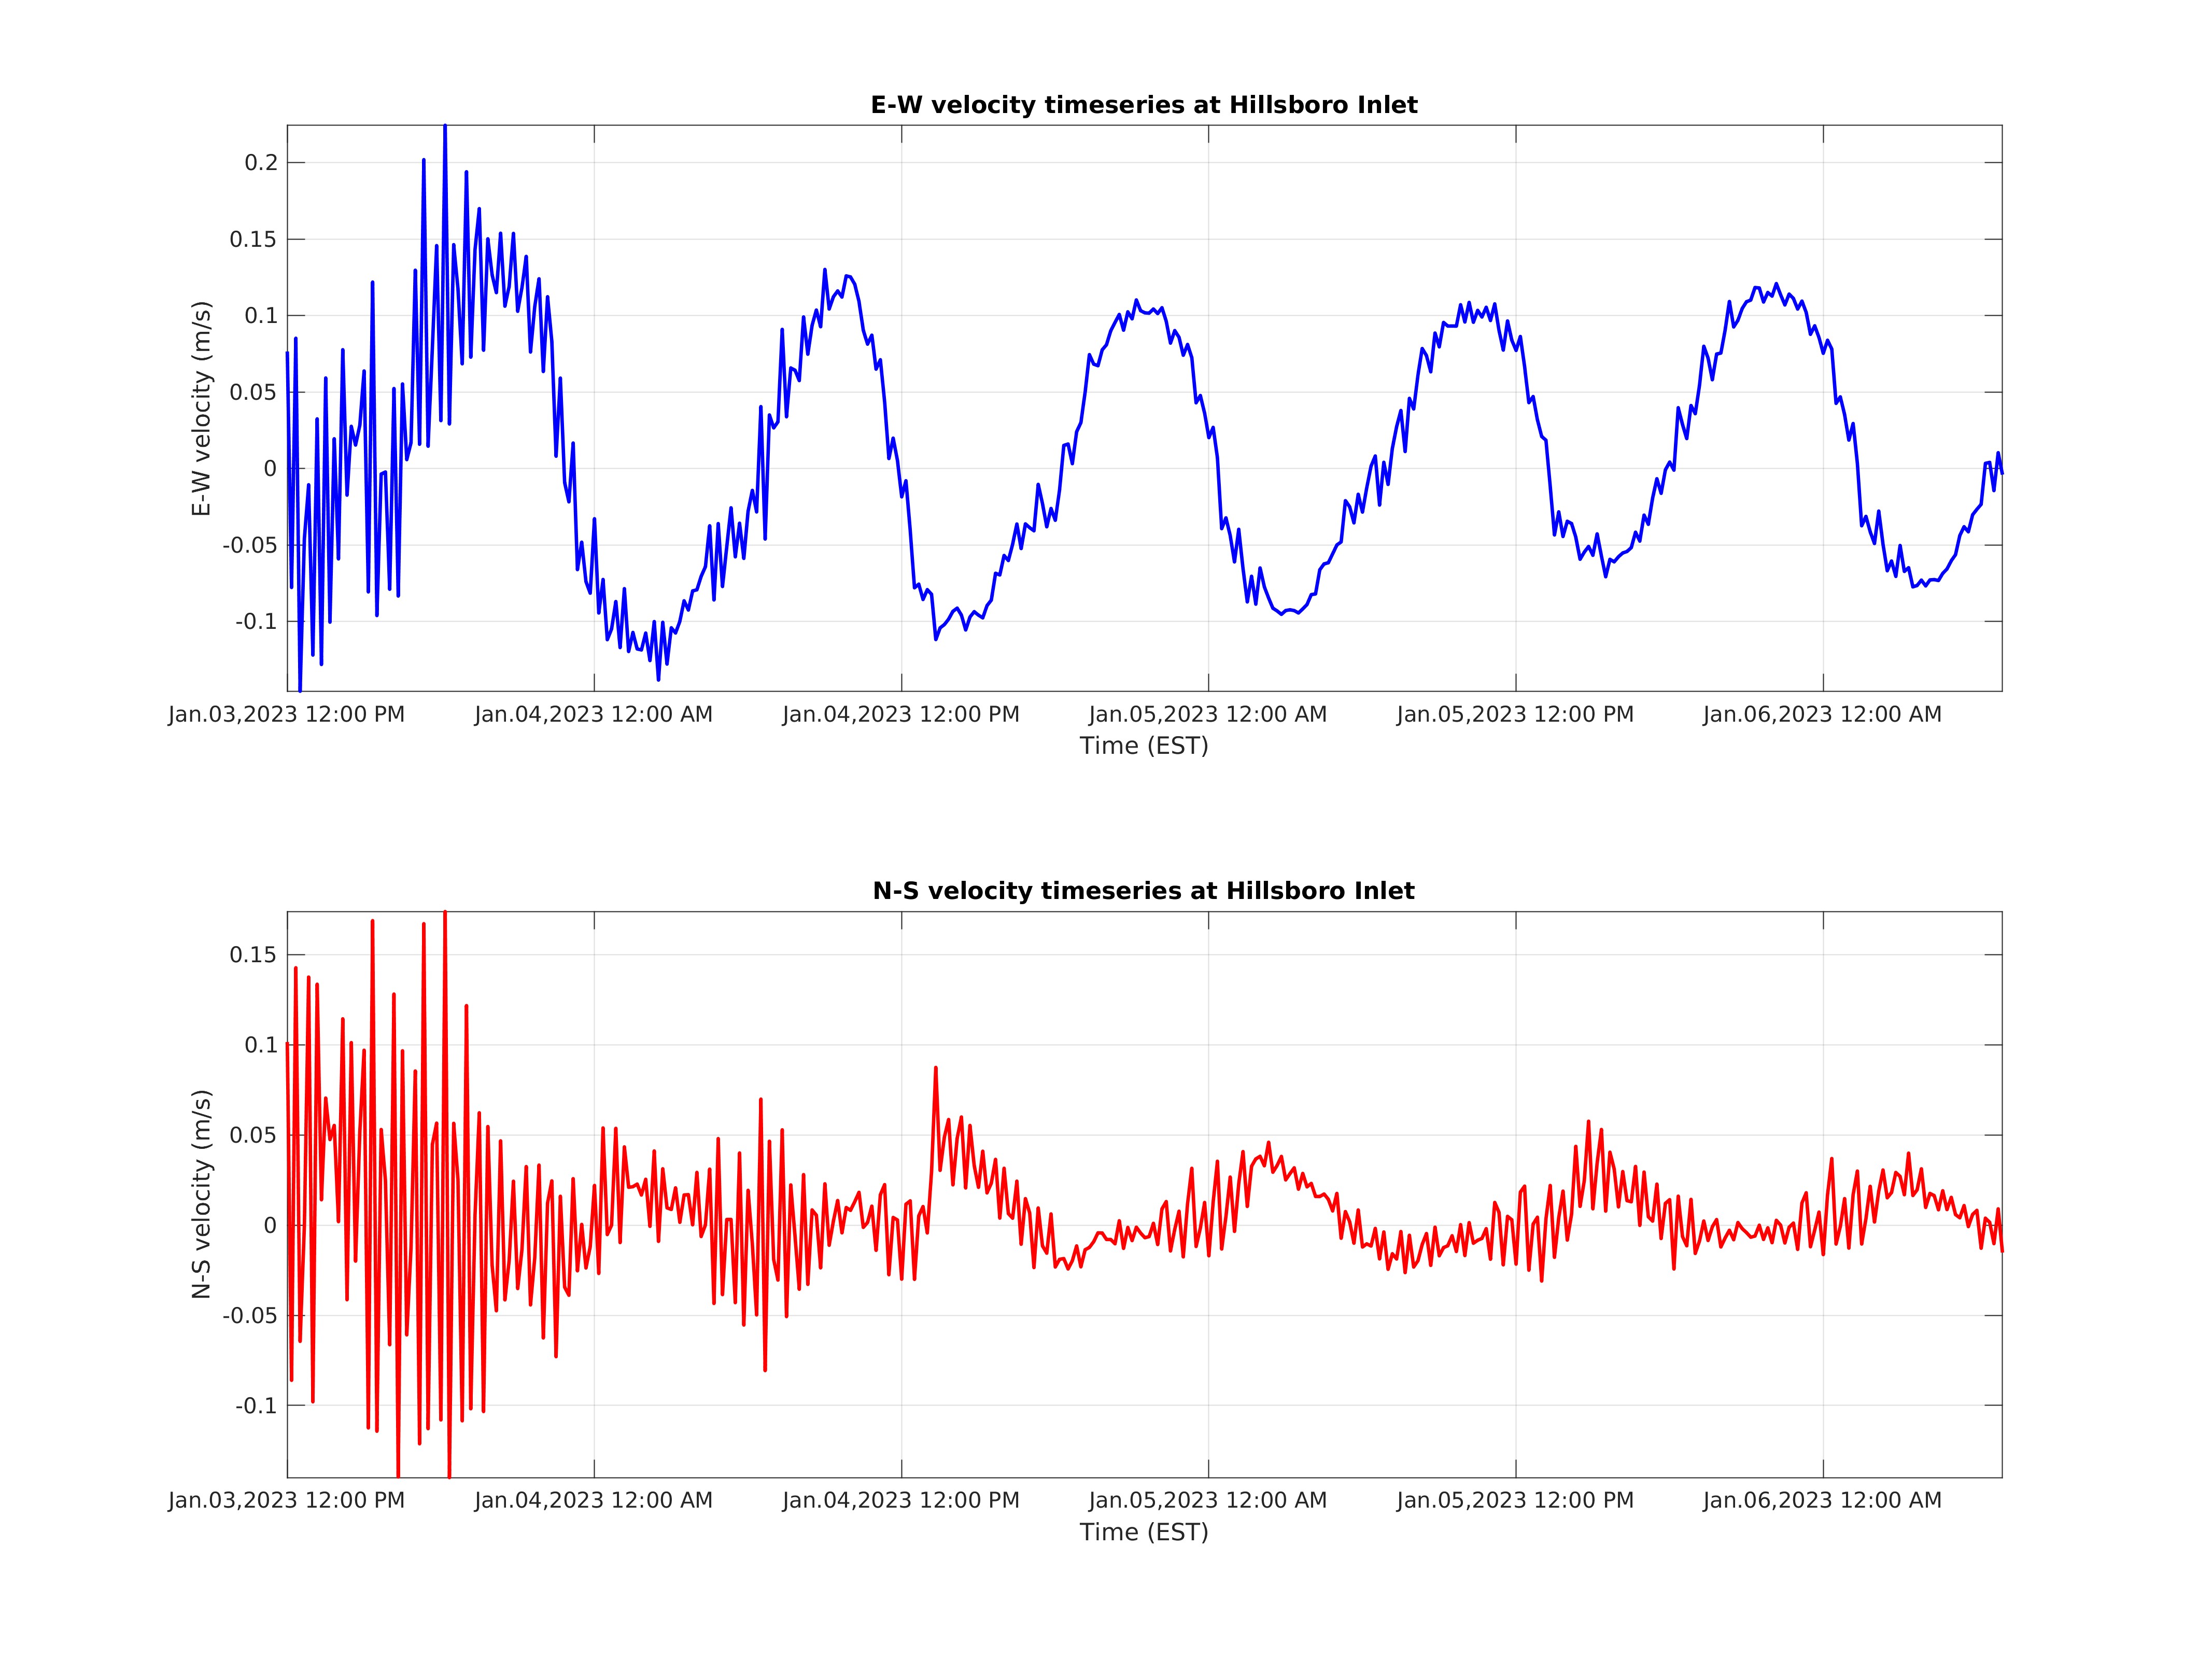 E-W velocity timeseries at Hillsboro Inlet
E-W velocity (m/s)
0.2
0.15
0.1
0.05
0
-0.05
-0.1
Jan.03,2023 12:00 PM Jan.04,2023 12:00 AM Jan.04,2023 12:00 PM Jan.05,2023 12:00 AM Jan.05,2023 12:00 PM Jan.06,2023 12:00 AM
Time (EST)
N-S velocity timeseries at Hillsboro Inlet
N-S velocity (m/s)
0.15
0.1
0.05
0
-0.05
-0.1
Jan.03,2023 12:00 PM Jan.04,2023 12:00 AM Jan.04,2023 12:00 PM Jan.05,2023 12:00 AM Jan.05,2023 12:00 PM Jan.06,2023 12:00 AM
Time (EST)